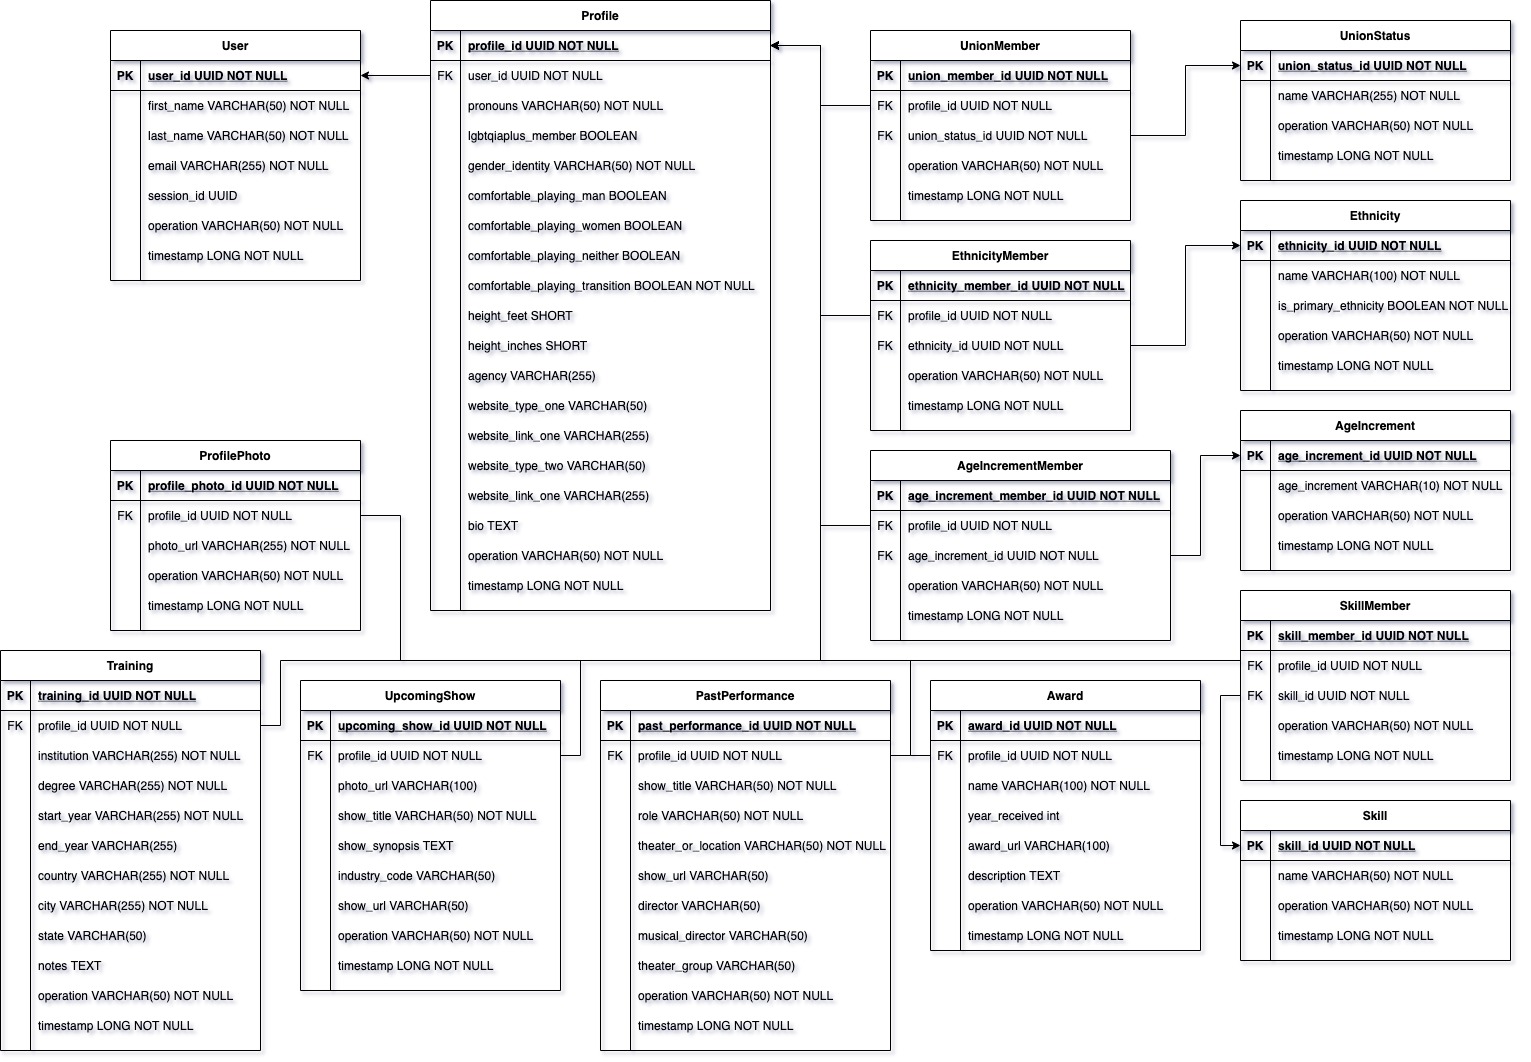 User
PK user_id UUID NOT NULL
first_name VARCHAR(50) NOT NULL
last_name VARCHAR(50) NOT NULL
email VARCHAR(255) NOT NULL
session_id UUID
operation VARCHAR(50) NOT NULL
timestamp LONG NOT NULL
Profile
PK profile_id UUID NOT NULL
FK user_id UUID NOT NULL
pronouns VARCHAR(50) NOT NULL
lgbtqiaplus_member BOOLEAN
gender_identity VARCHAR(50) NOT NULL
comfortable_playing_man BOOLEAN
comfortable_playing_women BOOLEAN
comfortable_playing_neither BOOLEAN
comfortable_playing_transition BOOLEAN NOT NULL
height_feet SHORT
height_inches SHORT
agency VARCHAR(255)
website_type_one VARCHAR(50)
website_link_one VARCHAR(255)
website_type_two VARCHAR(50)
website_link_one VARCHAR(255)
bio TEXT
operation VARCHAR(50) NOT NULL
timestamp LONG NOT NULL
UnionMember
PK union_member_id UUID NOT NULL
FK profile_id UUID NOT NULL
FK union_status_id UUID NOT NULL
operation VARCHAR(50) NOT NULL
timestamp LONG NOT NULL
UnionStatus
PK union_status_id UUID NOT NULL
name VARCHAR(255) NOT NULL
operation VARCHAR(50) NOT NULL
timestamp LONG NOT NULL
EthnicityMember
PK ethnicity_member_id UUID NOT NULL
FK profile_id UUID NOT NULL
FK ethnicity_id UUID NOT NULL
operation VARCHAR(50) NOT NULL
timestamp LONG NOT NULL
Ethnicity
PK ethnicity_id UUID NOT NULL
name VARCHAR(100) NOT NULL
is_primary_ethnicity BOOLEAN NOT NULL
operation VARCHAR(50) NOT NULL
timestamp LONG NOT NULL
AgeIncrementMember
PK age_increment_member_id UUID NOT NULL
FK profile_id UUID NOT NULL
FK age_increment_id UUID NOT NULL
operation VARCHAR(50) NOT NULL
timestamp LONG NOT NULL
AgeIncrement
PK age_increment_id UUID NOT NULL
age_increment VARCHAR(10) NOT NULL
operation VARCHAR(50) NOT NULL
timestamp LONG NOT NULL
ProfilePhoto
PK profile_photo_id UUID NOT NULL
FK profile_id UUID NOT NULL
photo_url VARCHAR(255) NOT NULL
operation VARCHAR(50) NOT NULL
timestamp LONG NOT NULL
SkillMember
PK skill_member_id UUID NOT NULL
FK profile_id UUID NOT NULL
FK skill_id UUID NOT NULL
operation VARCHAR(50) NOT NULL
timestamp LONG NOT NULL
Training
PK training_id UUID NOT NULL
FK profile_id UUID NOT NULL
institution VARCHAR(255) NOT NULL
degree VARCHAR(255) NOT NULL
start_year VARCHAR(255) NOT NULL
end_year VARCHAR(255)
country VARCHAR(255) NOT NULL
city VARCHAR(255) NOT NULL
state VARCHAR(50)
notes TEXT
operation VARCHAR(50) NOT NULL
timestamp LONG NOT NULL
UpcomingShow
PK upcoming_show_id UUID NOT NULL
FK profile_id UUID NOT NULL
photo_url VARCHAR(100)
show_title VARCHAR(50) NOT NULL
show_synopsis TEXT
industry_code VARCHAR(50)
show_url VARCHAR(50)
operation VARCHAR(50) NOT NULL
timestamp LONG NOT NULL
PastPerformance
PK past_performance_id UUID NOT NULL
FK profile_id UUID NOT NULL
show_title VARCHAR(50) NOT NULL
role VARCHAR(50) NOT NULL
theater_or_location VARCHAR(50) NOT NULL
show_url VARCHAR(50)
director VARCHAR(50)
musical_director VARCHAR(50)
theater_group VARCHAR(50)
operation VARCHAR(50) NOT NULL
timestamp LONG NOT NULL
Award
PK award_id UUID NOT NULL
FK profile_id UUID NOT NULL
name VARCHAR(100) NOT NULL
year_received int
award_url VARCHAR(100)
description TEXT
operation VARCHAR(50) NOT NULL
timestamp LONG NOT NULL
Skill
PK skill_id UUID NOT NULL
name VARCHAR(50) NOT NULL
operation VARCHAR(50) NOT NULL
timestamp LONG NOT NULL